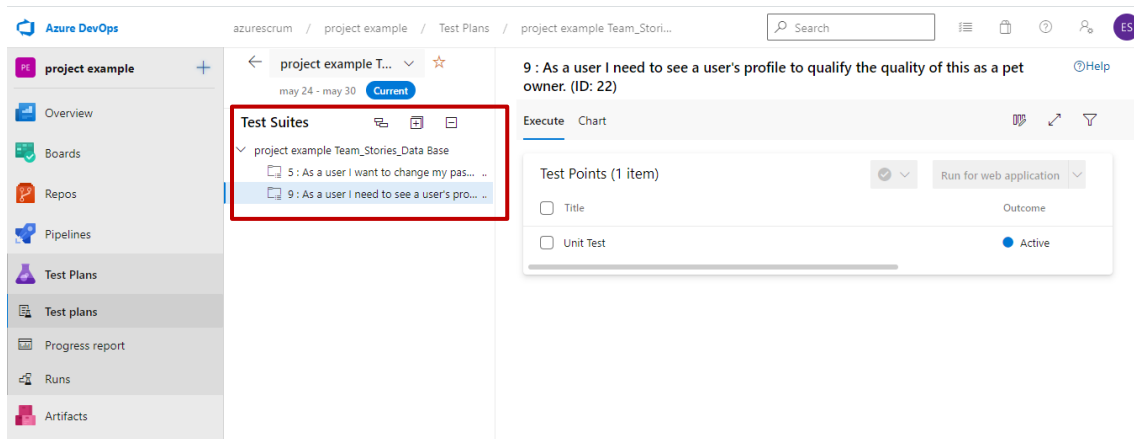 Azure DevOps
azurescrum / project example / Test Plans / project example Team_Stori...
Search
ES
PE project example
Overview
Boards
Repos
Pipelines
Test Plans
Test plans
Progress report
Runs
Artifacts
project example T...
may 24 - may 30 Current
Test Suites
project example Team_Stories_Data Base
5 : As a user I want to change my pas... ..
9 : As a user I need to see a user's pro... ..
9 : As a user I need to see a user's profile to qualify the quality of this as a pet
owner. (ID: 22)
Help
Execute Chart
Test Points (1 item)
Run for web application
Title Outcome
Unit Test Active